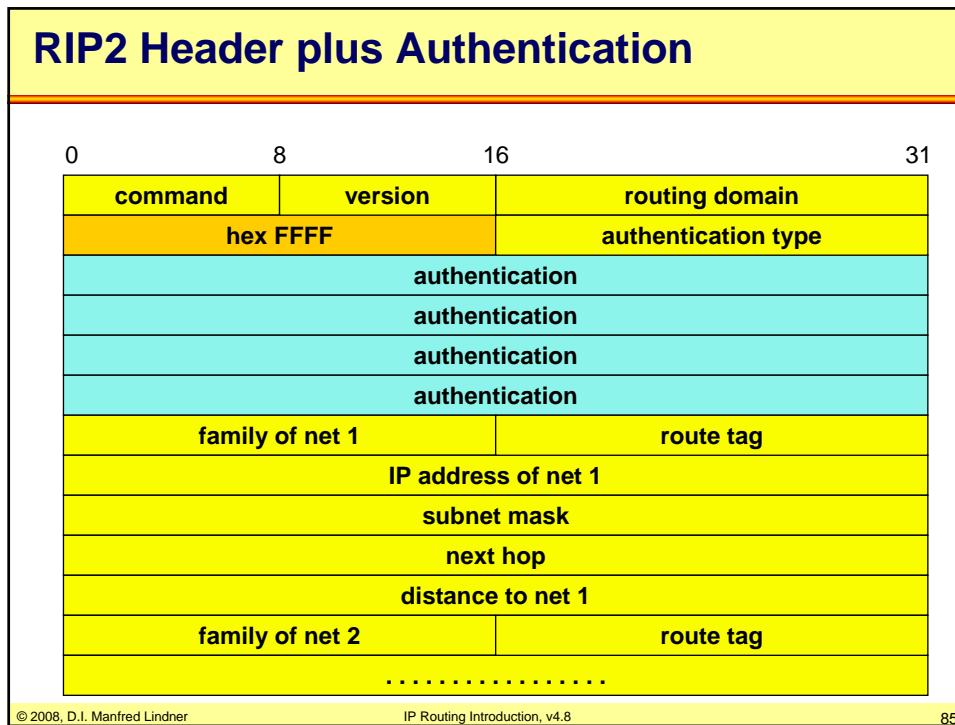 RIP2 Header plus Authentication
0 8 16 31
command version routing domain
hex FFFF authentication type
authentication
authentication
authentication
authentication
family of net 1 route tag
IP address of net 1
subnet mask
next hop
distance to net 1
family of net 2 route tag
. . . . . . . . . . . . . . . . .
© 2008, D.I. Manfred Lindner IP Routing Introduction, v4.8 85